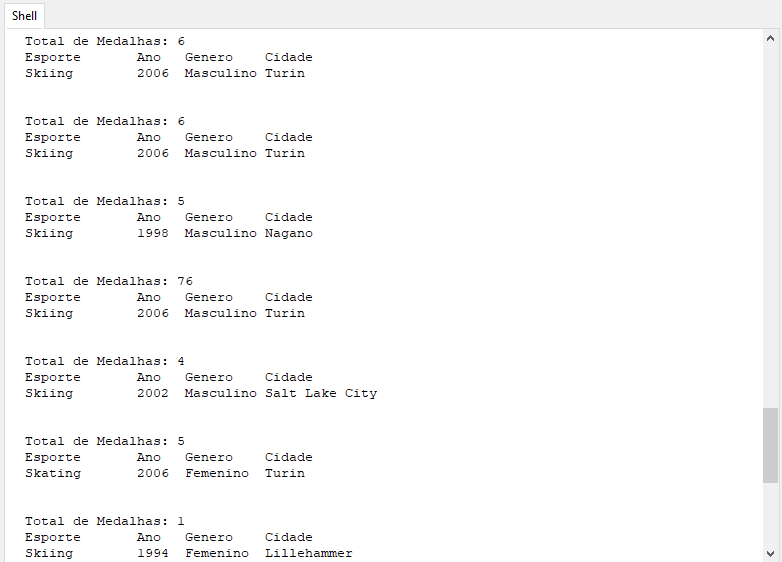 Shell
Total de Medalhas: 6
Esporte Ano Genero Cidade
Skiing 2006 Masculino Turin
Total de Medalhas: 6
Esporte Ano Genero Cidade
Skiing 2006 Masculino Turin
Total de Medalhas: 5
Esporte Ano Genero Cidade
Skiing 1998 Masculino Nagano
Total de Medalhas: 76
Esporte Ano Genero Cidade
Skiing 2006 Masculino Turin
Total de Medalhas: 4
Esporte Ano Genero Cidade
Skiing 2002 Masculino Salt Lake City
Total de Medalhas: 5
Esporte Ano Genero Cidade
Skating 2006 Femenino Turin
Total de Medalhas: 1
Esporte Ano Genero Cidade
Skiing 1994 Femenino Lillehammer